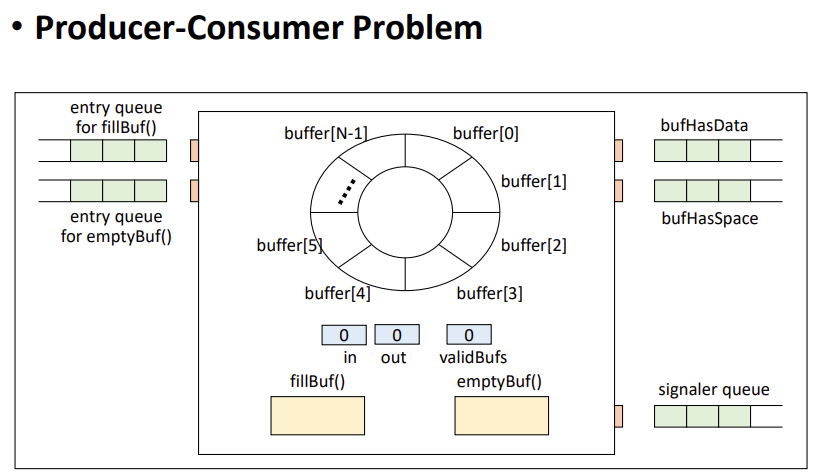 • Producer-Consumer Problem
entry queue
for fillBuf()
entry queue
for emptyBuf()
buffer[N-1]
buffer[0]
buffer[1]
buffer[2]
buffer[3]
buffer[4]
buffer[5]
0
0
0
in
out
validBufs
fillBuf()
emptyBuf()
bufHasData
bufHasSpace
signaler queue